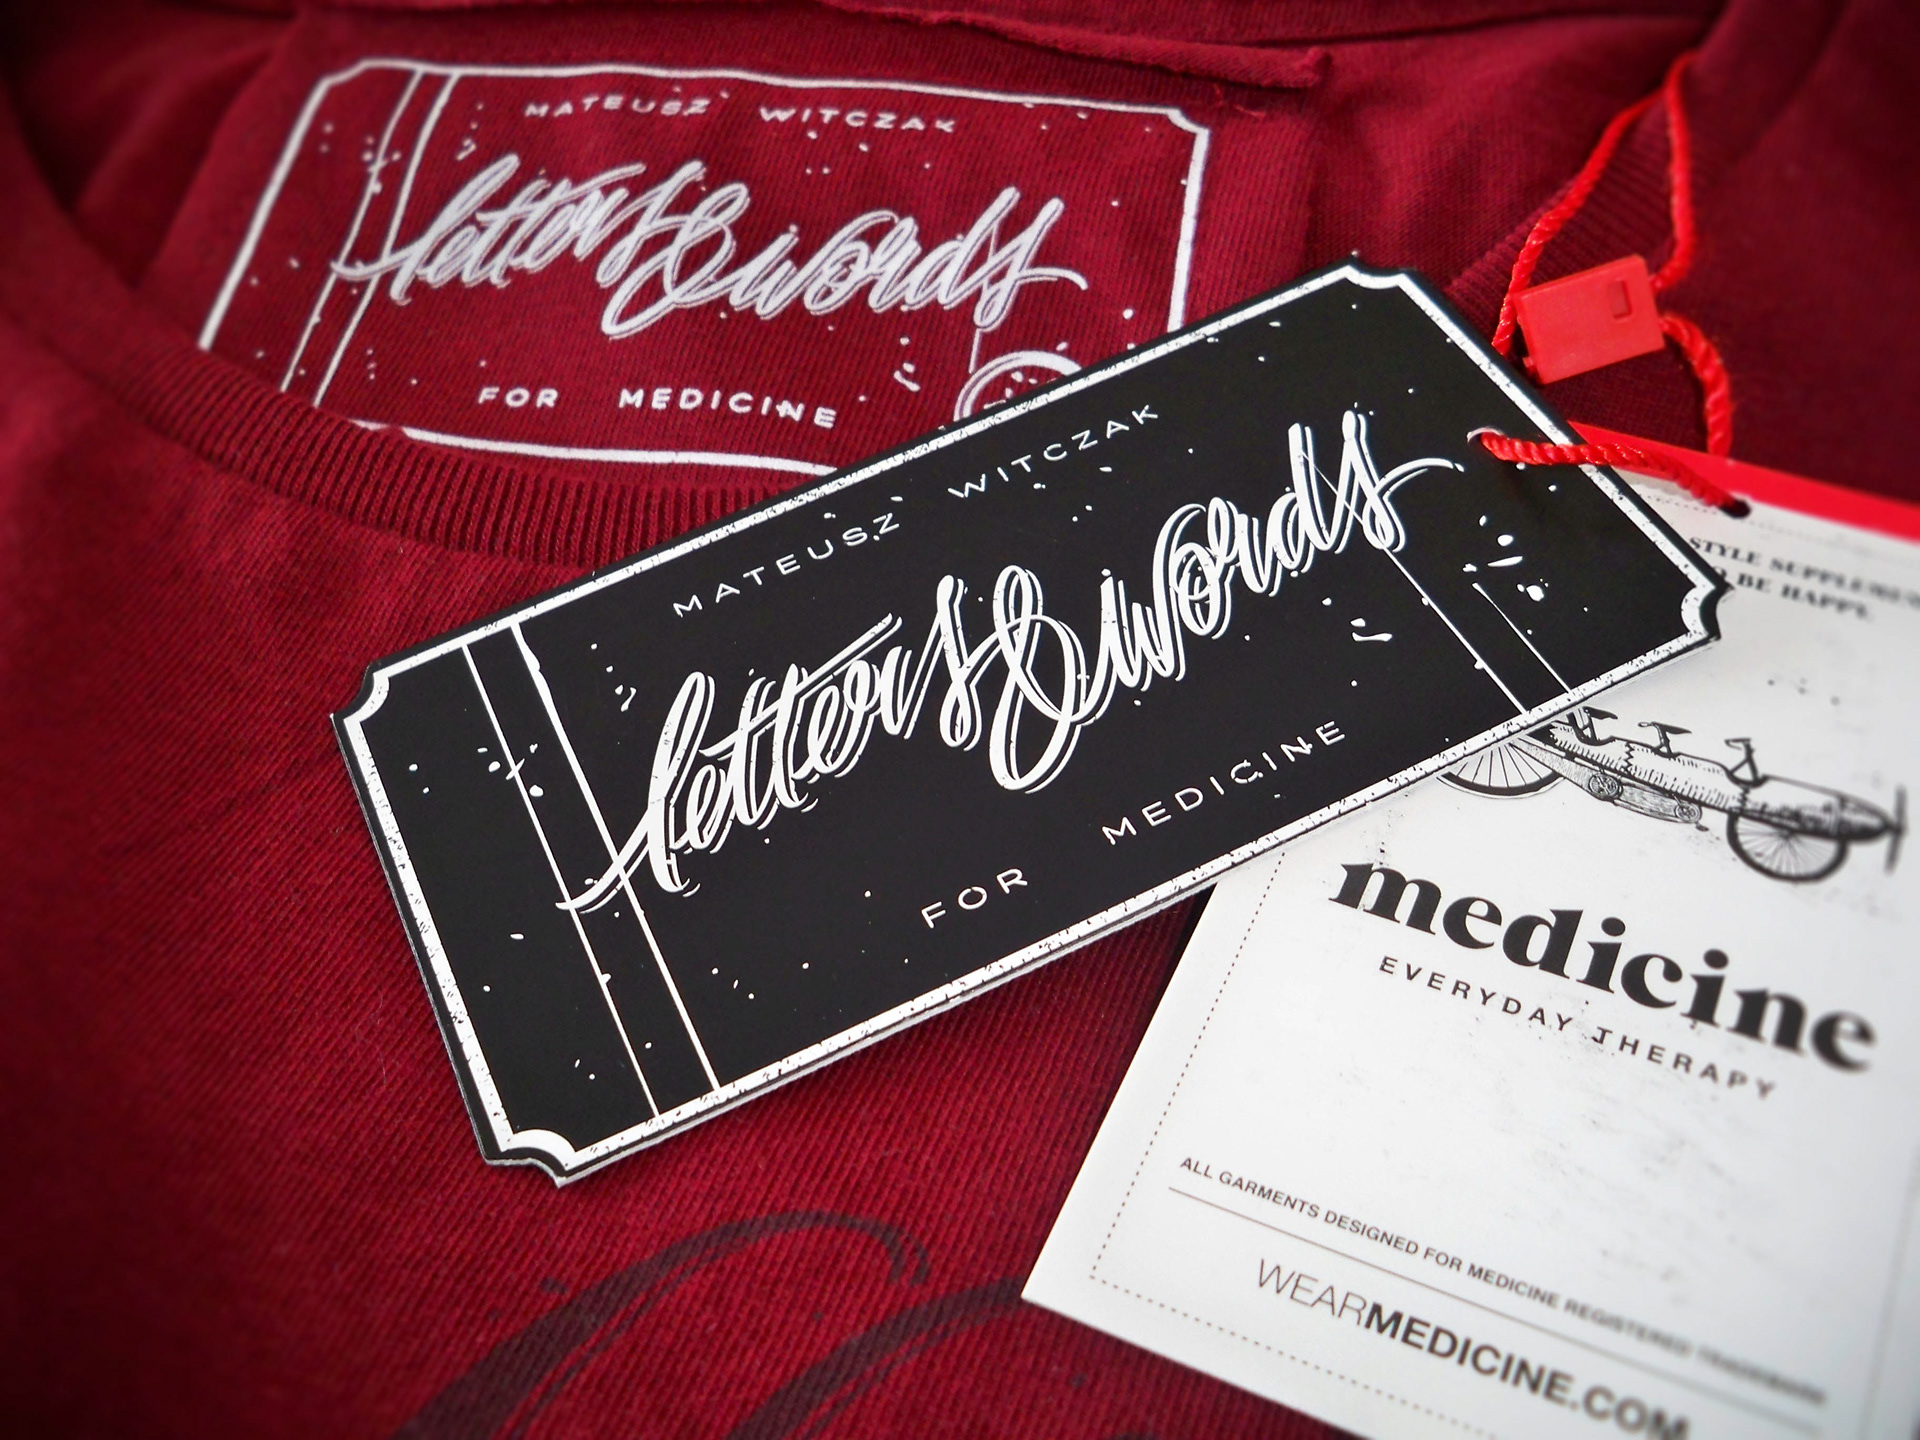 MATEUSZ WITCZAK
letters & words
FOR MEDICINE
MATEUSZ WITCZAK
letters & words
FOR MEDICINE
STYLE
BE HAPPY.
medicine
EVERYDAY THERAPY
ALL GARMENTS DESIGNED FOR MEDICINE REGISTERED TRADEMARK
WEARMEDICINE.COM